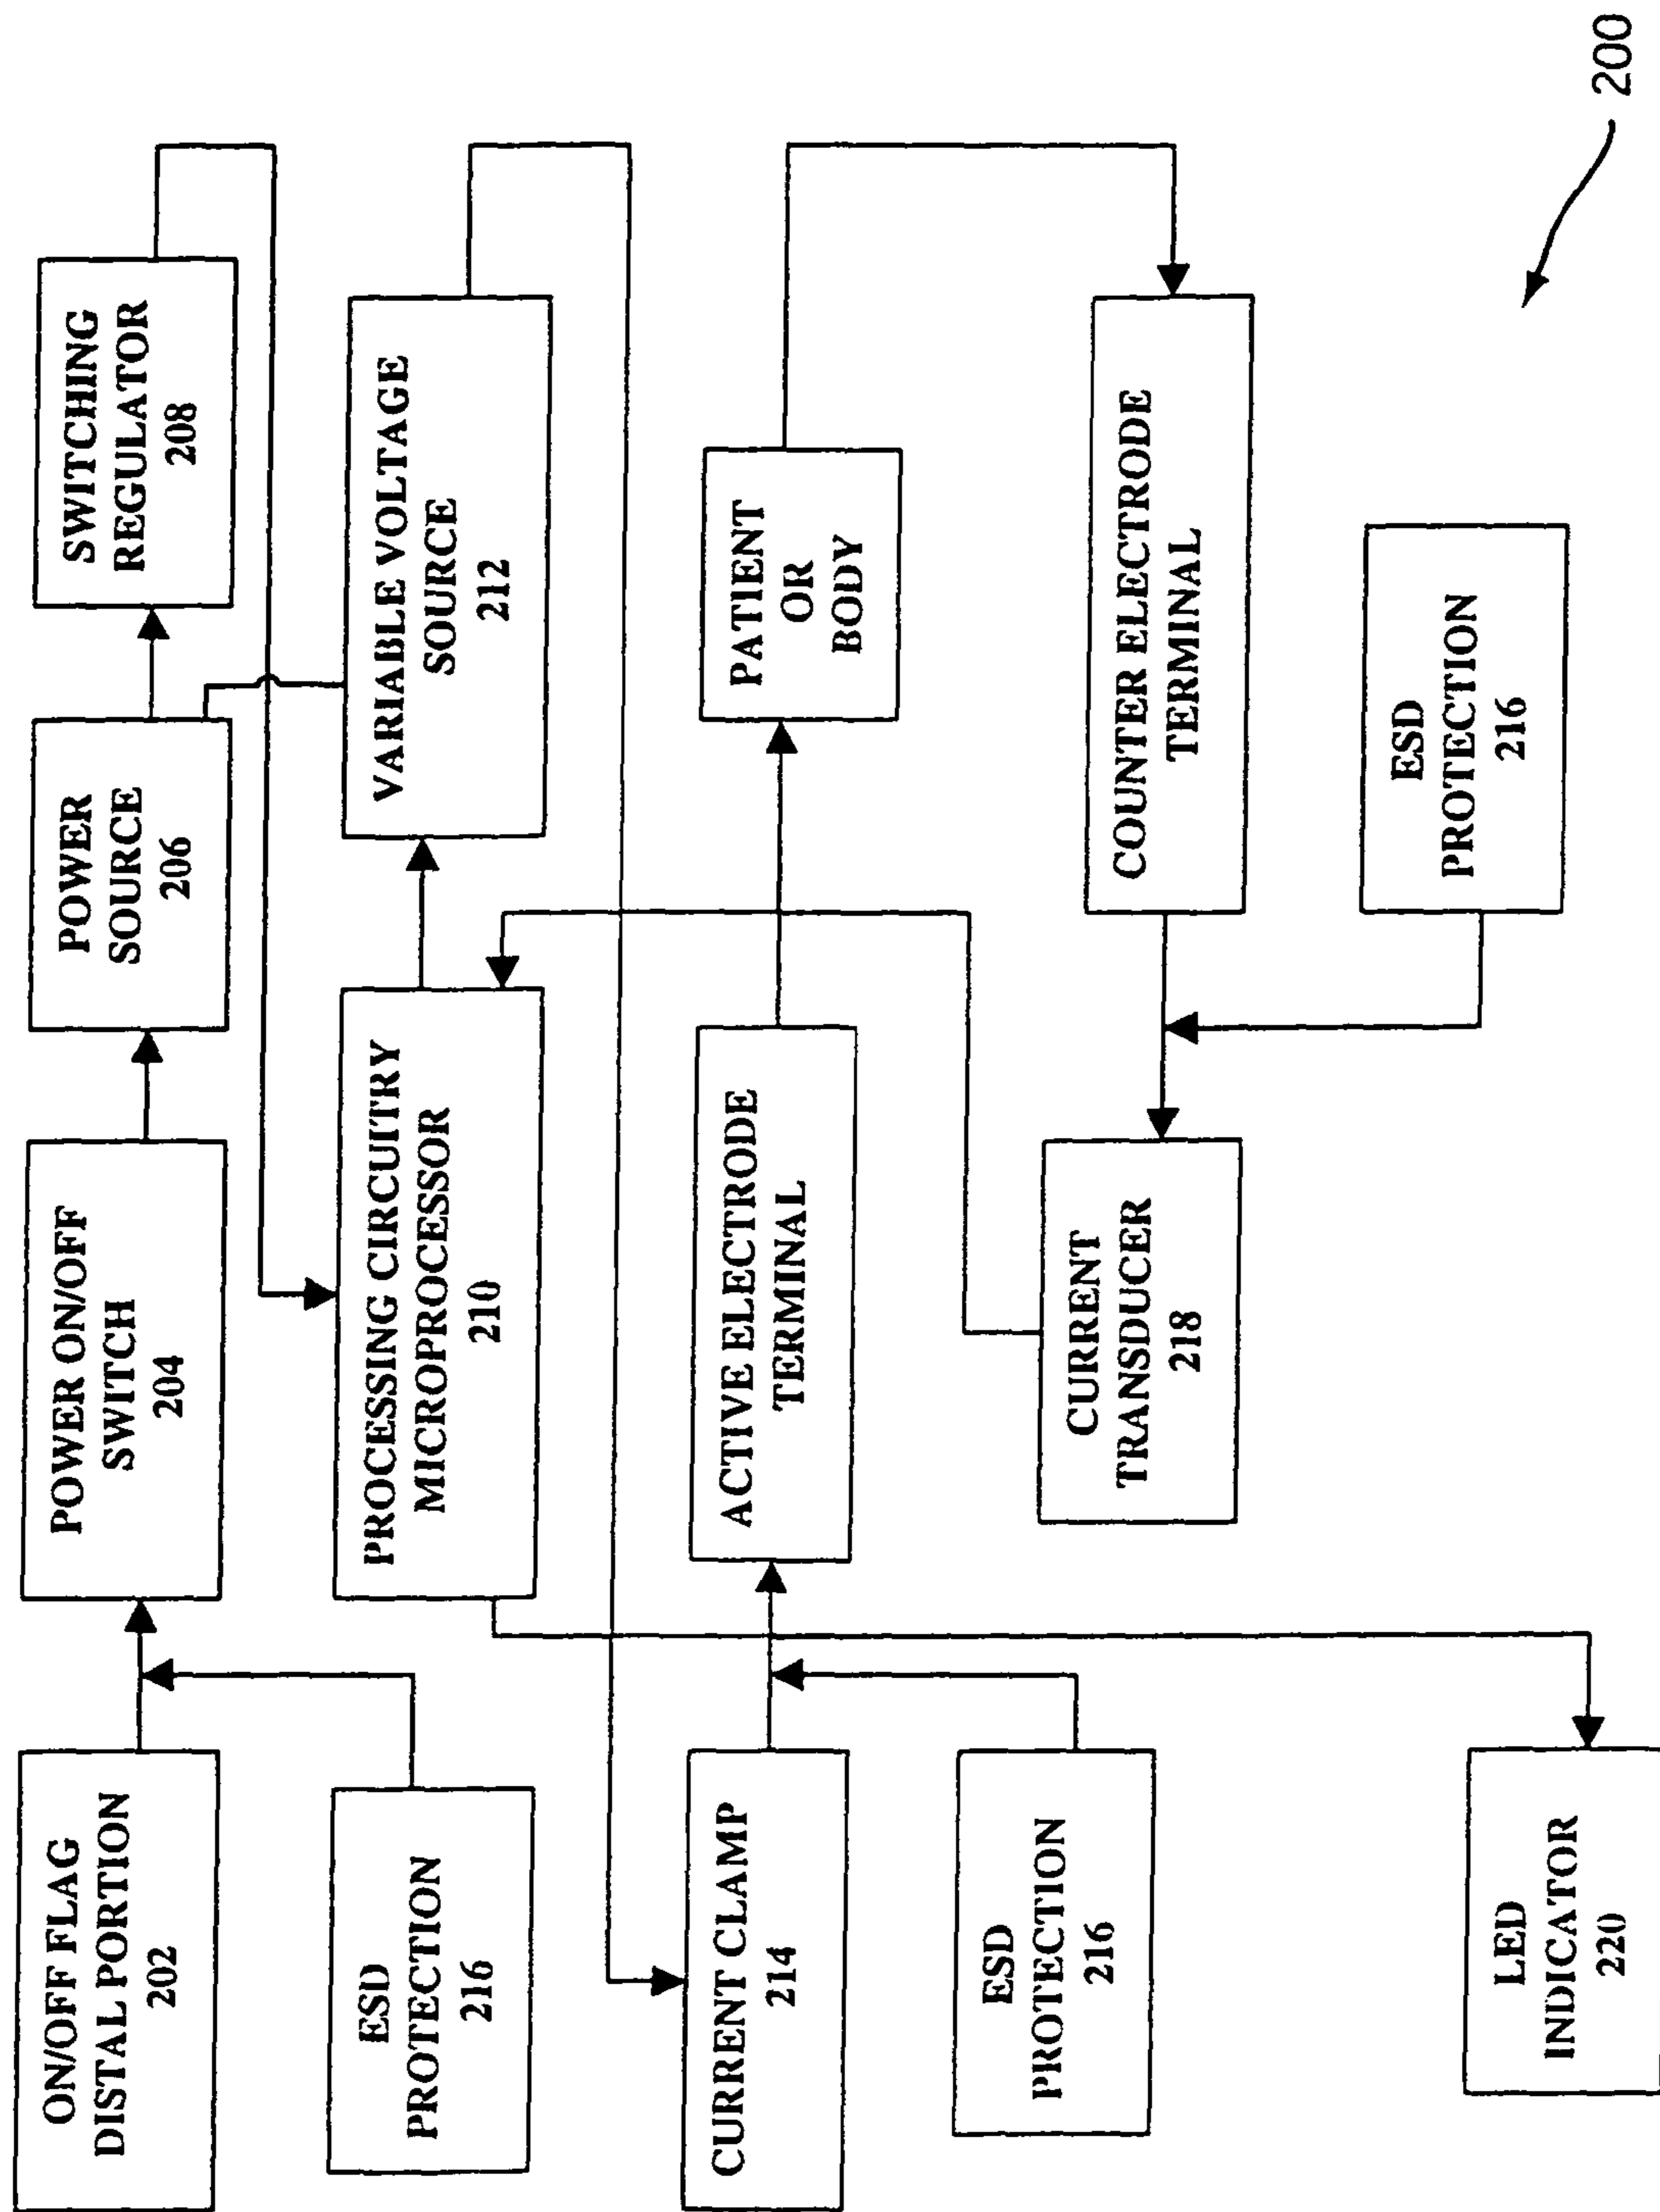 ON/OFF FLAG
DISTAL PORTION
202
POWER ON/OFF
SWITCH
204
POWER
SOURCE
206
SWITCHING
REGULATOR
208
ESD
PROTECTION
216
PROCESSING CIRCUITRY
MICROPROCESSOR
210
VARIABLE VOLTAGE
SOURCE
212
CURRENT CLAMP
214
ACTIVE ELECTRODE
TERMINAL
PATIENT
OR
BODY
ESD
PROTECTION
216
CURRENT
TRANSDUCER
218
COUNTER ELECTRODE
TERMINAL
ESD
PROTECTION
216
LED
INDICATOR
220
200